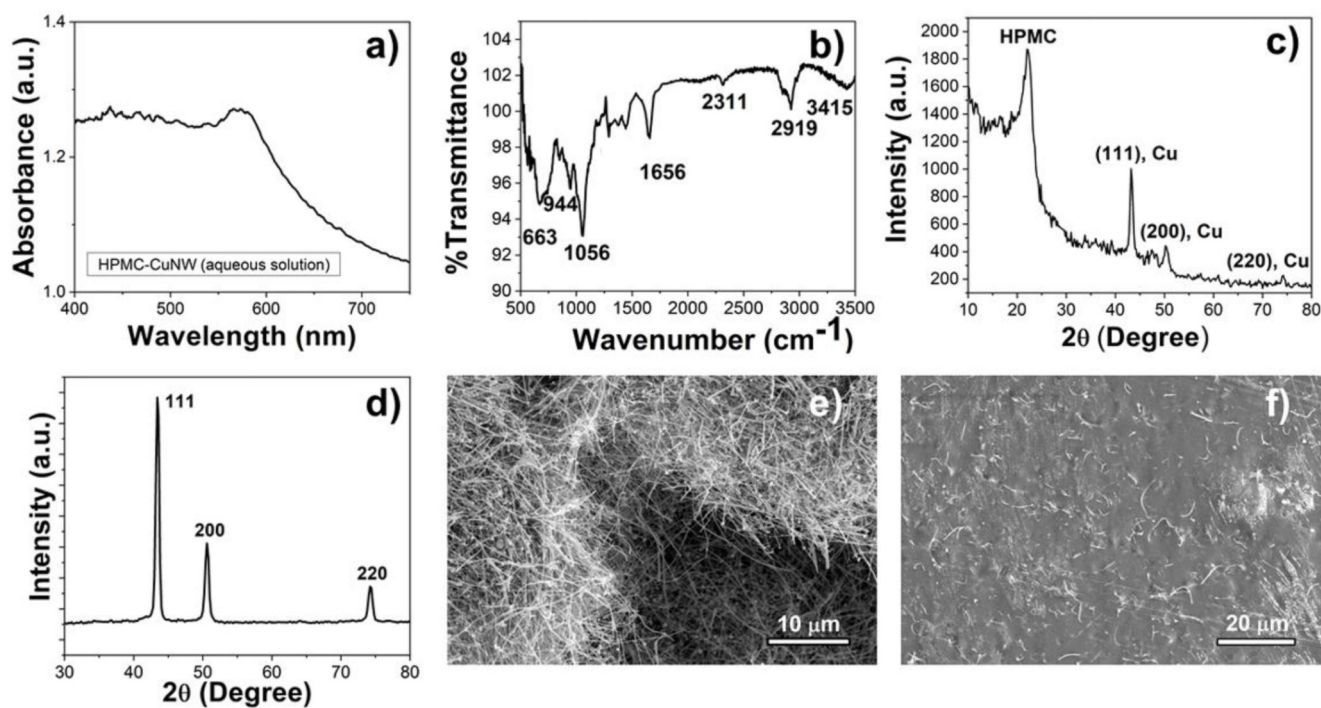 a)
Absorbance (a.u.)
1.4
1.2
1.0
HPMC-CuNW (aqueous solution)
400 500 600 700
Wavelength (nm)
b)
%Transmittance
104
102
100
98
96
94
92
90
663
944
1056
1656
2311
2919
3415
500 1000 1500 2000 2500 3000 3500
Wavenumber (cm⁻¹)
c)
Intensity (a.u.)
2000
1800
1600
1400
1200
1000
800
600
400
200
HPMC
(111), Cu
(200), Cu
(220), Cu
10 20 30 40 50 60 70 80
2θ (Degree)
d)
Intensity (a.u.)
111
200
220
30 40 50 60 70 80
2θ (Degree)
e)
10 μm
f)
20 μm